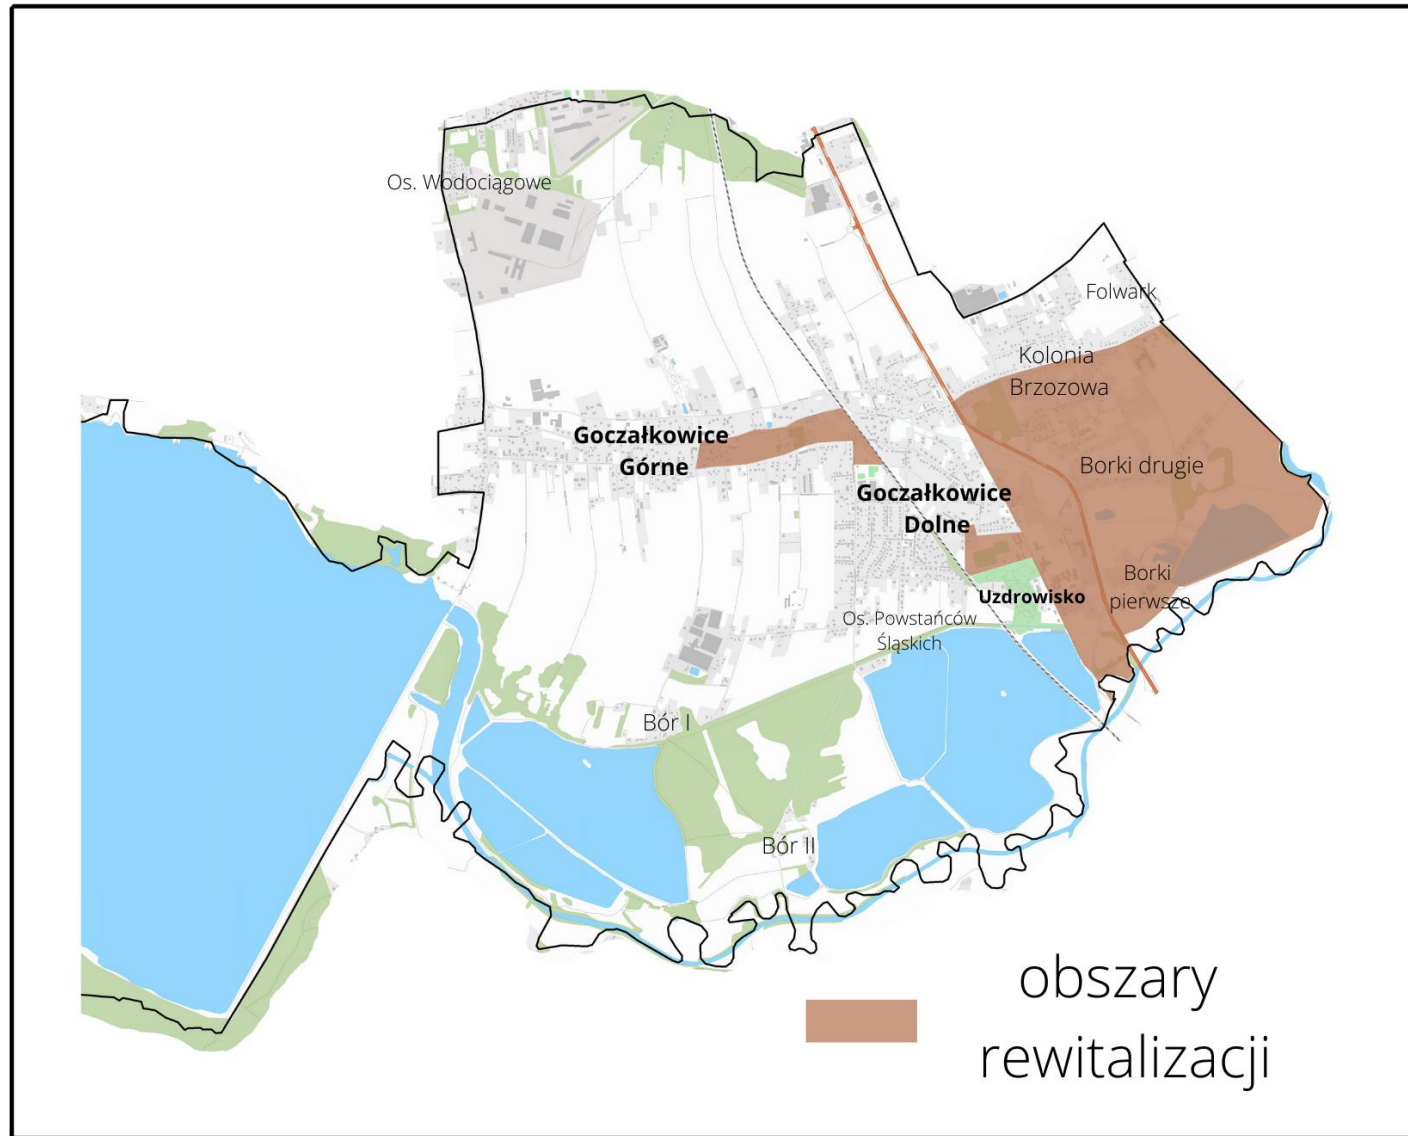 Os. Wodociągowe
Folwark
Kolonia
Brzozowa
Goczałkowice
Górne
Borki drugie
Goczałkowice
Dolne
Borki
pierwsze
Uzdrowisko
Os. Powstańców
Śląskich
Bór I
Bór II
obszary
rewitalizacji